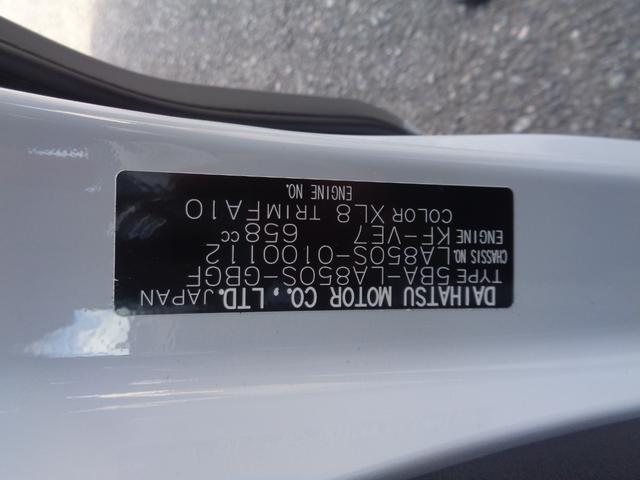 DAIHATSU MOTOR CO., LTD. JAPAN
TYPE 5BA-LA850S-GBGF
CHASSIS NO. LA850S-0100112
ENGINE KF-VE7 658cc
COLOR XL8 TRIM FA10
ENGINE NO.